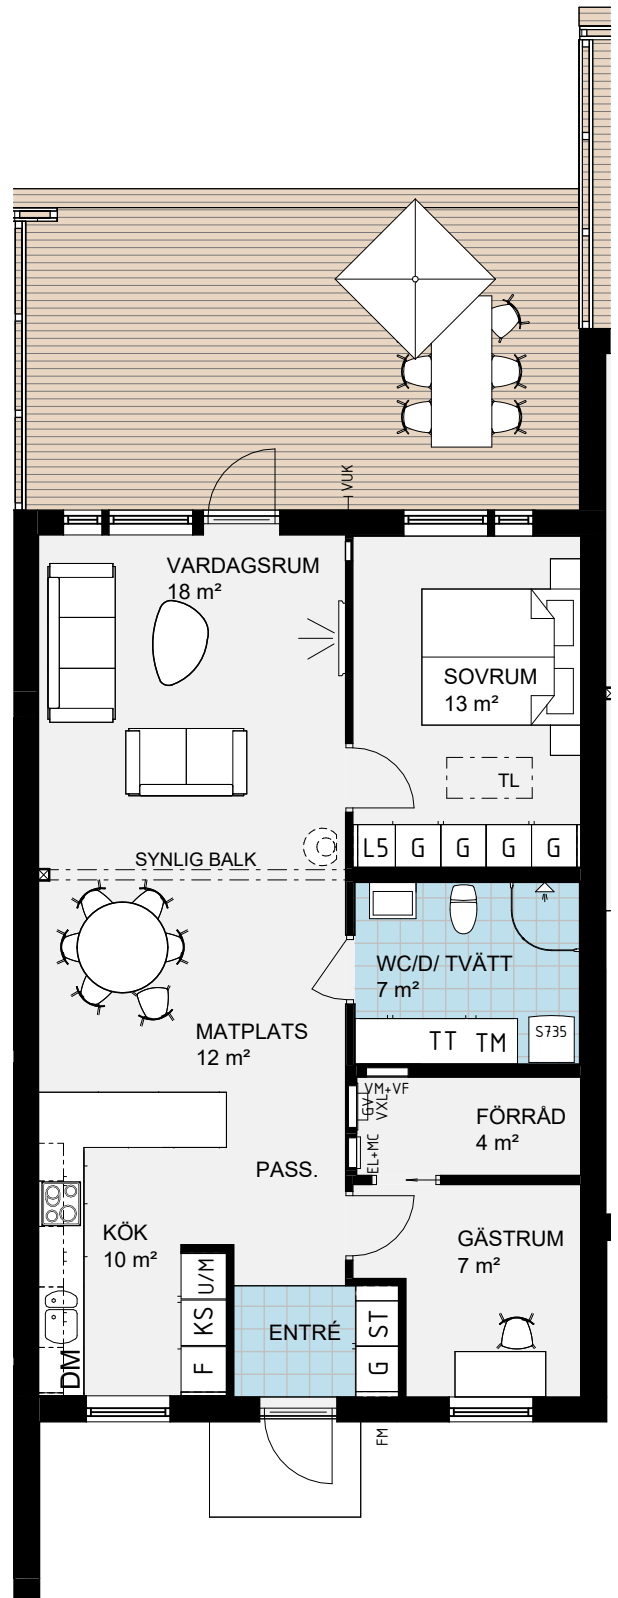 VUK
VARDAGSRUM
18 m²
SOVRUM
13 m²
TL
L5 G G G G
SYNLIG BALK
WC/D/ TVÄTT
7 m²
MATPLATS
12 m²
TT TM
S735
VM+VF
GV
VXL
EL+MC
FÖRRÅD
4 m²
PASS.
KÖK
10 m²
GÄSTRUM
7 m²
U/M
KS
F
ENTRÉ
ST
G
DM
FM